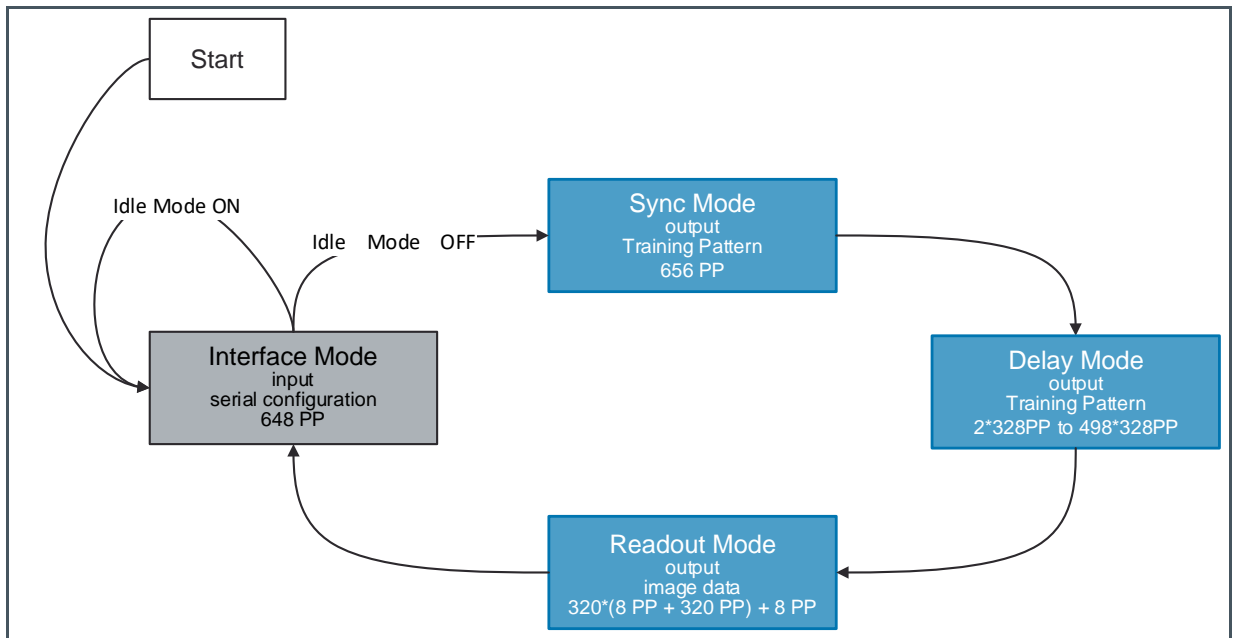 Start
Idle Mode ON
Idle Mode OFF
Sync Mode
output
Training Pattern
656 PP
Interface Mode
input
serial configuration
648 PP
Delay Mode
output
Training Pattern
2*328PP to 498*328PP
Readout Mode
output
image data
320*(8 PP + 320 PP) + 8 PP